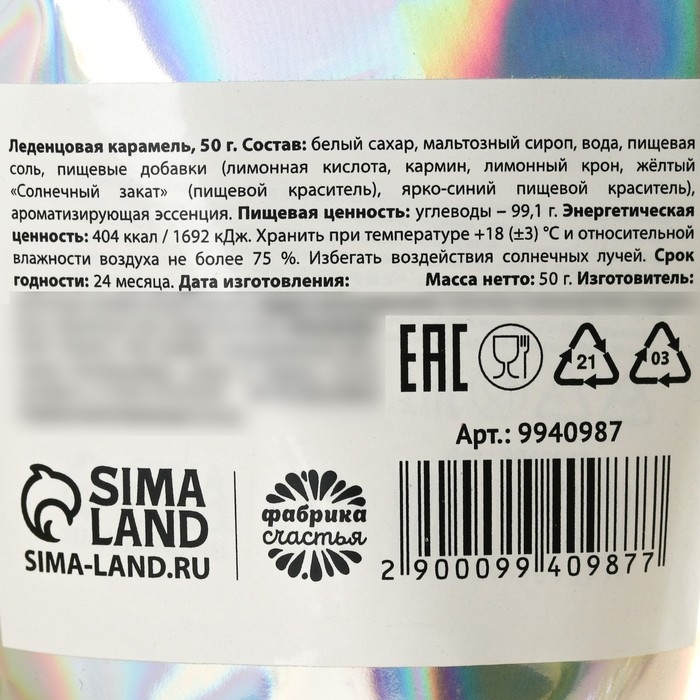 Леденцовая карамель, 50 г. Состав: белый сахар, мальтозный сироп, вода, пищевая
соль, пищевые добавки (лимонная кислота, кармин, лимонный крон, жёлтый
«Солнечный закат» (пищевой краситель), ярко-синий пищевой краситель),
ароматизирующая эссенция. Пищевая ценность: углеводы – 99,1 г. Энергетическая
ценность: 404 ккал / 1692 кДж. Хранить при температуре +18 (±3) °С и относительной
влажности воздуха не более 75 %. Избегать воздействия солнечных лучей. Срок
годности: 24 месяца. Дата изготовления: Масса нетто: 50 г. Изготовитель:
EAC
21
03
Арт.: 9940987
SIMA
LAND
SIMA-LAND.RU
фабрика
счастья
2 900099 409877